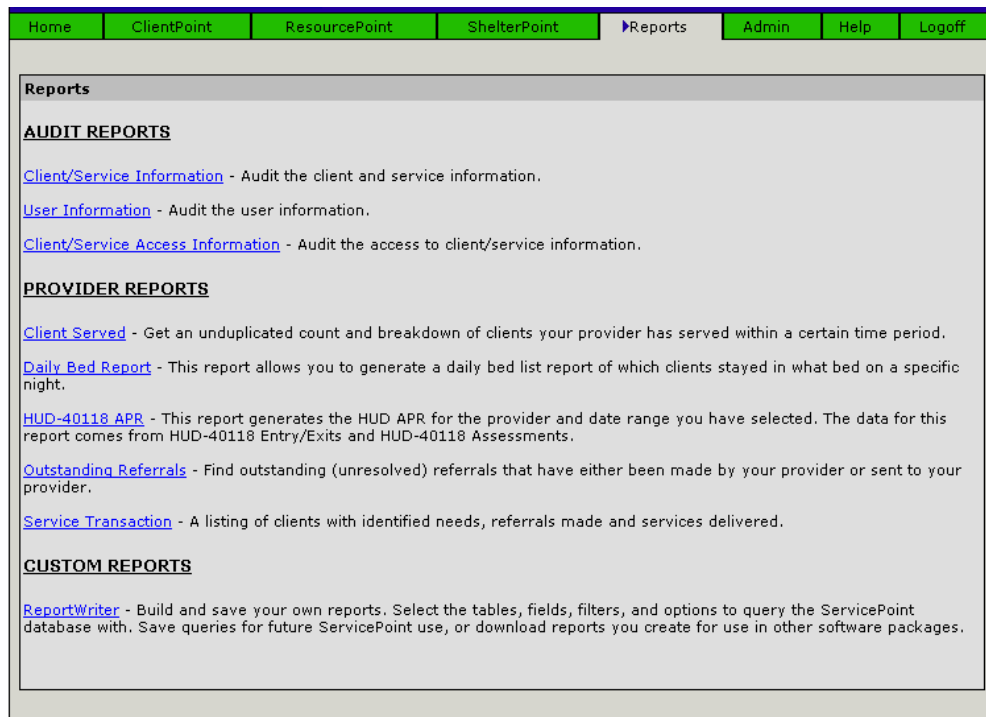 Home ClientPoint ResourcePoint ShelterPoint Reports Admin Help Logoff
Reports
AUDIT REPORTS
Client/Service Information - Audit the client and service information.
User Information - Audit the user information.
Client/Service Access Information - Audit the access to client/service information.
PROVIDER REPORTS
Client Served - Get an unduplicated count and breakdown of clients your provider has served within a certain time period.
Daily Bed Report - This report allows you to generate a daily bed list report of which clients stayed in what bed on a specific
night.
HUD-40118 APR - This report generates the HUD APR for the provider and date range you have selected. The data for this
report comes from HUD-40118 Entry/Exits and HUD-40118 Assessments.
Outstanding Referrals - Find outstanding (unresolved) referrals that have either been made by your provider or sent to your
provider.
Service Transaction - A listing of clients with identified needs, referrals made and services delivered.
CUSTOM REPORTS
ReportWriter - Build and save your own reports. Select the tables, fields, filters, and options to query the ServicePoint
database with. Save queries for future ServicePoint use, or download reports you create for use in other software packages.